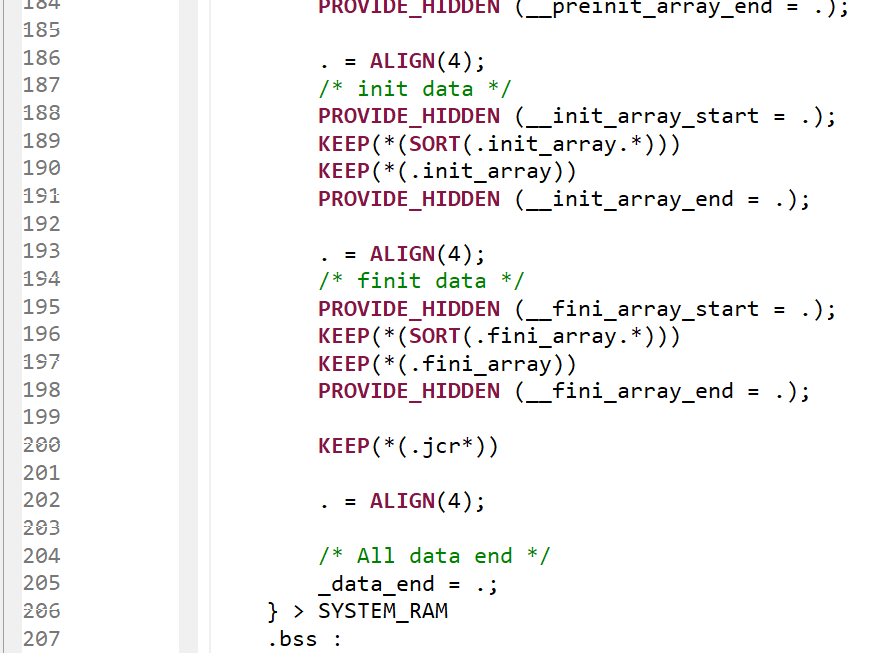 184 PROVIDE_HIDDEN (__preinit_array_end = .);
185
186 . = ALIGN(4);
187 /* init data */
188 PROVIDE_HIDDEN (__init_array_start = .);
189 KEEP(*(SORT(.init_array.*)))
190 KEEP(*(.init_array))
191 PROVIDE_HIDDEN (__init_array_end = .);
192
193 . = ALIGN(4);
194 /* finit data */
195 PROVIDE_HIDDEN (__fini_array_start = .);
196 KEEP(*(SORT(.fini_array.*)))
197 KEEP(*(.fini_array))
198 PROVIDE_HIDDEN (__fini_array_end = .);
199
200 KEEP(*(.jcr*))
201
202 . = ALIGN(4);
203
204 /* All data end */
205 _data_end = .;
206 } > SYSTEM_RAM
207 .bss :